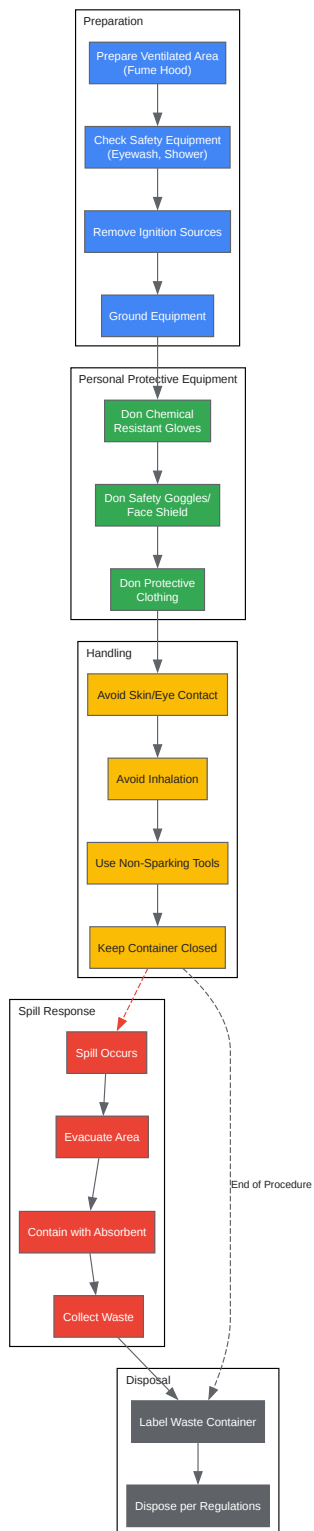 Preparation
Prepare Ventilated Area
(Fume Hood)
Check Safety Equipment
(Eyewash, Shower)
Remove Ignition Sources
Ground Equipment
Personal Protective Equipment
Don Chemical
Resistant Gloves
Don Safety Goggles/
Face Shield
Don Protective
Clothing
Handling
Avoid Skin/Eye Contact
Avoid Inhalation
Use Non-Sparking Tools
Keep Container Closed
Spill Response
Spill Occurs
Evacuate Area
Contain with Absorbent
Collect Waste
End of Procedure
Disposal
Label Waste Container
Dispose per Regulations